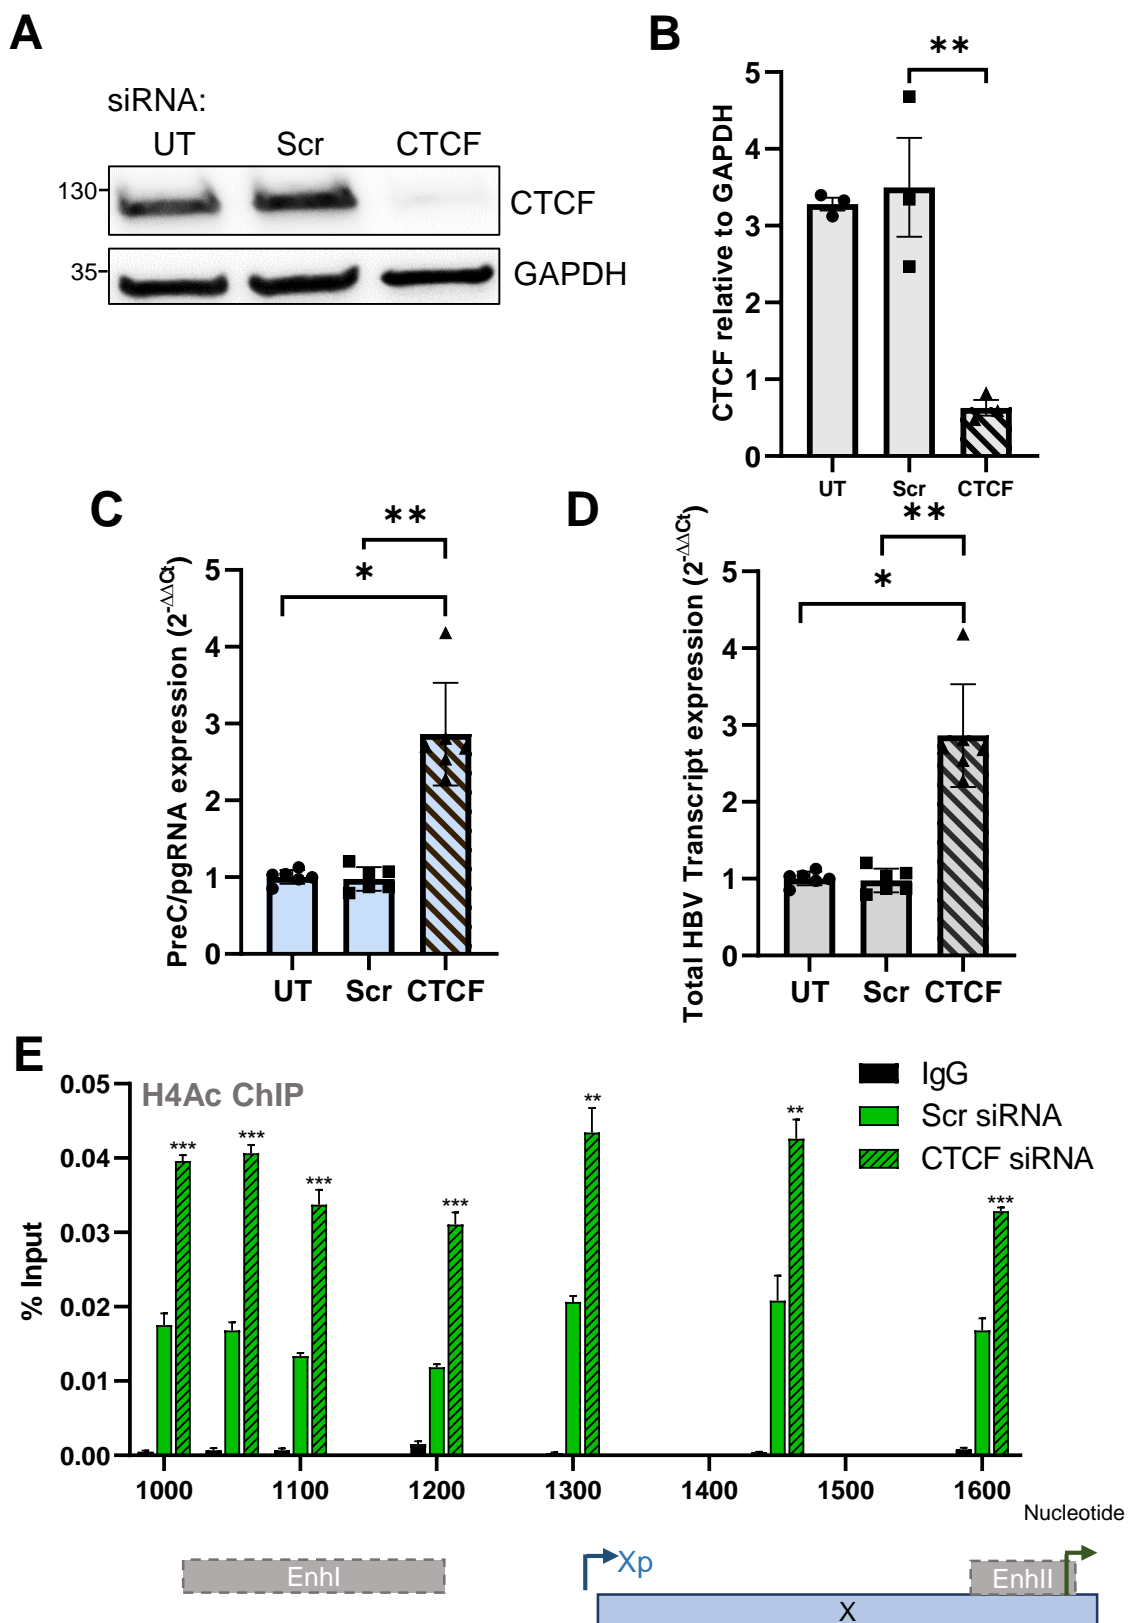 A
siRNA:
UT Scr CTCF
130
CTCF
35
GAPDH
B
**
CTCF relative to GAPDH
5
4
3
2
1
0
UT Scr CTCF
C
**
*
PreC/pgRNA expression (2-ΔΔCt)
5
4
3
2
1
0
UT Scr CTCF
D
**
*
Total HBV Transcript expression (2-ΔΔCt)
5
4
3
2
1
0
UT Scr CTCF
E
H4Ac ChIP
IgG
Scr siRNA
CTCF siRNA
% Input
0.05
0.04
0.03
0.02
0.01
0.00
*** *** *** *** ** ** ***
1000 1100 1200 1300 1400 1500 1600
Nucleotide
EnhI
Xp
EnhII
X